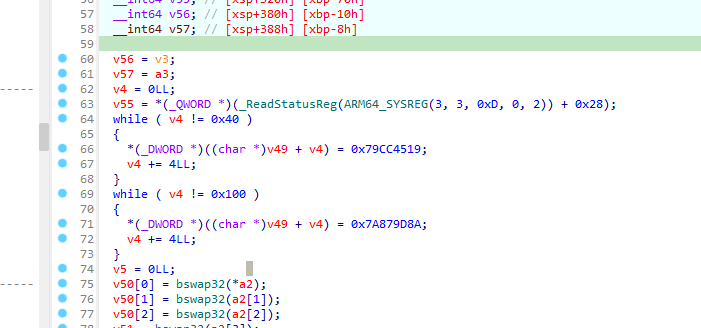 57 __int64 v56; // [xsp+380h] [xbp-10h]
58 __int64 v57; // [xsp+388h] [xbp-8h]
59
60 v56 = v3;
61 v57 = a3;
62 v4 = 0LL;
63 v55 = *(_QWORD *)(_ReadStatusReg(ARM64_SYSREG(3, 3, 0xD, 0, 2)) + 0x28);
64 while ( v4 != 0x40 )
65 {
66 *(_DWORD *)((char *)v49 + v4) = 0x79CC4519;
67 v4 += 4LL;
68 }
69 while ( v4 != 0x100 )
70 {
71 *(_DWORD *)((char *)v49 + v4) = 0x7A879D8A;
72 v4 += 4LL;
73 }
74 v5 = 0LL;
75 v50[0] = bswap32(*a2);
76 v50[1] = bswap32(a2[1]);
77 v50[2] = bswap32(a2[2]);